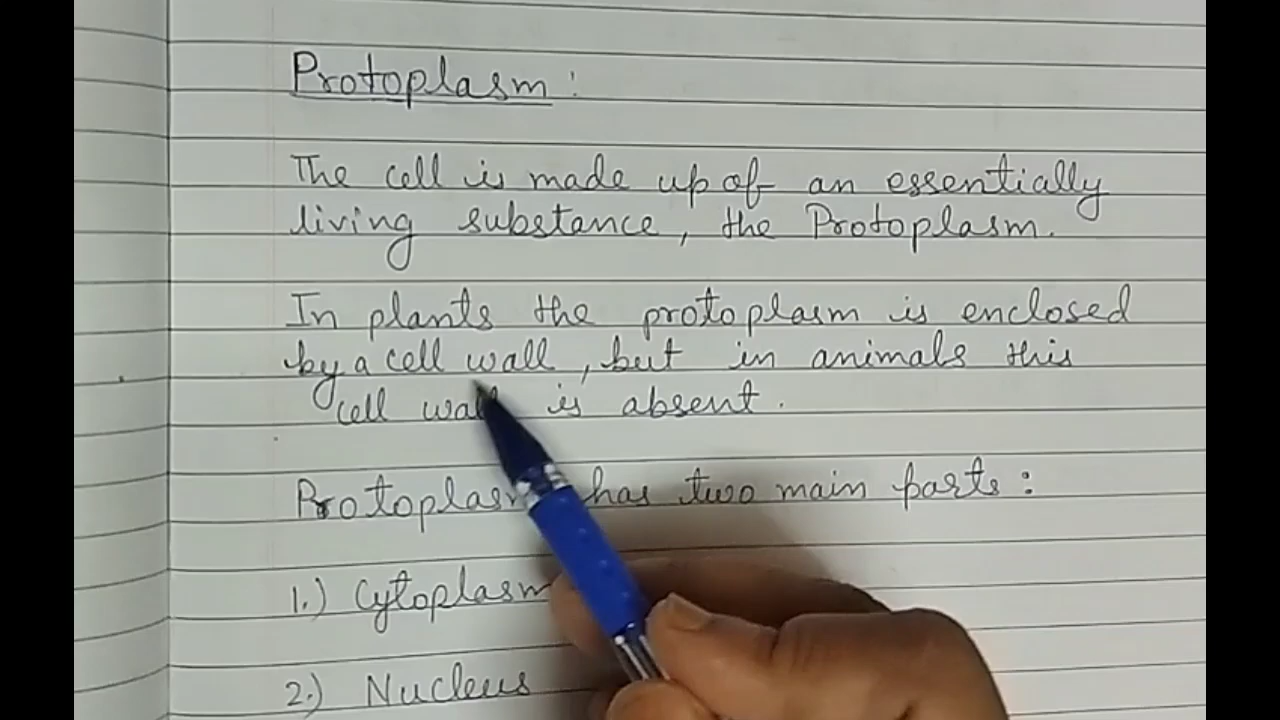 Protoplasm:
The cell is made up of an essentially
living substance, the Protoplasm.
In plants the protoplasm is enclosed
by a cell wall, but in animals this
cell wall is absent.
Protoplasm has two main parts:
1.) Cytoplasm
2.) Nucleus